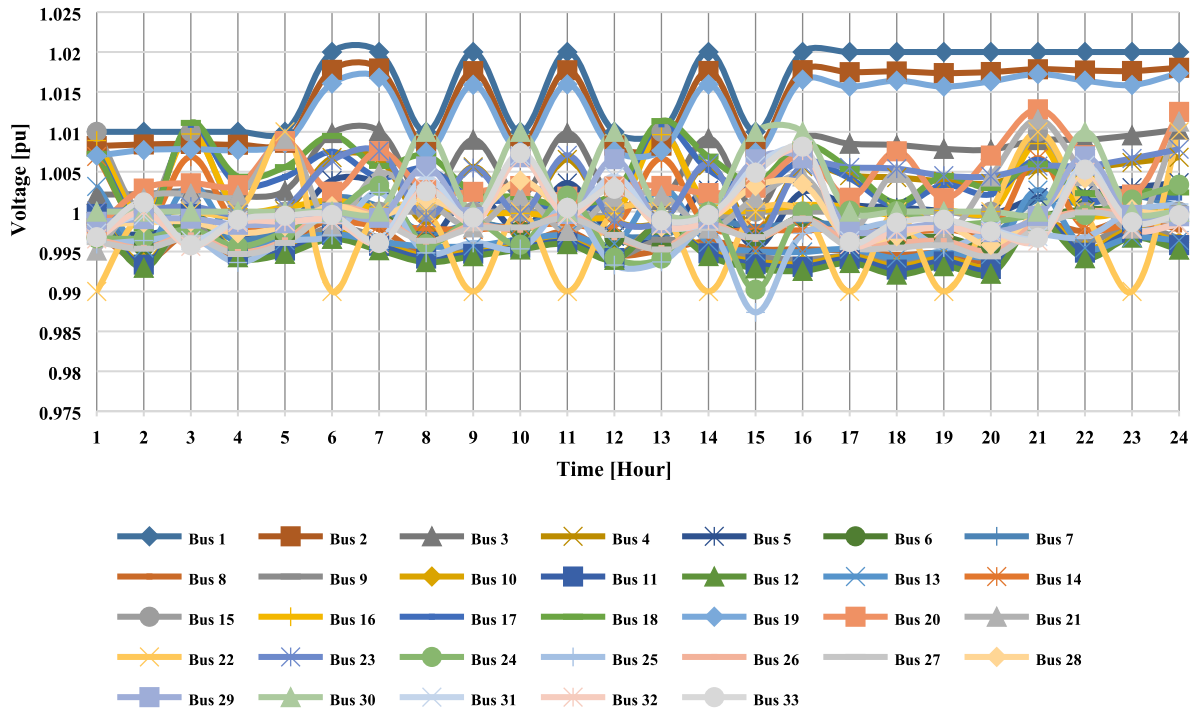 1.025
1.02
1.015
1.01
1.005
1
0.995
0.99
0.985
0.98
0.975
Voltage [pu]
1 2 3 4 5 6 7 8 9 10 11 12 13 14 15 16 17 18 19 20 21 22 23 24
Time [Hour]
Bus 1 Bus 2 Bus 3 Bus 4 Bus 5 Bus 6 Bus 7
Bus 8 Bus 9 Bus 10 Bus 11 Bus 12 Bus 13 Bus 14
Bus 15 Bus 16 Bus 17 Bus 18 Bus 19 Bus 20 Bus 21
Bus 22 Bus 23 Bus 24 Bus 25 Bus 26 Bus 27 Bus 28
Bus 29 Bus 30 Bus 31 Bus 32 Bus 33